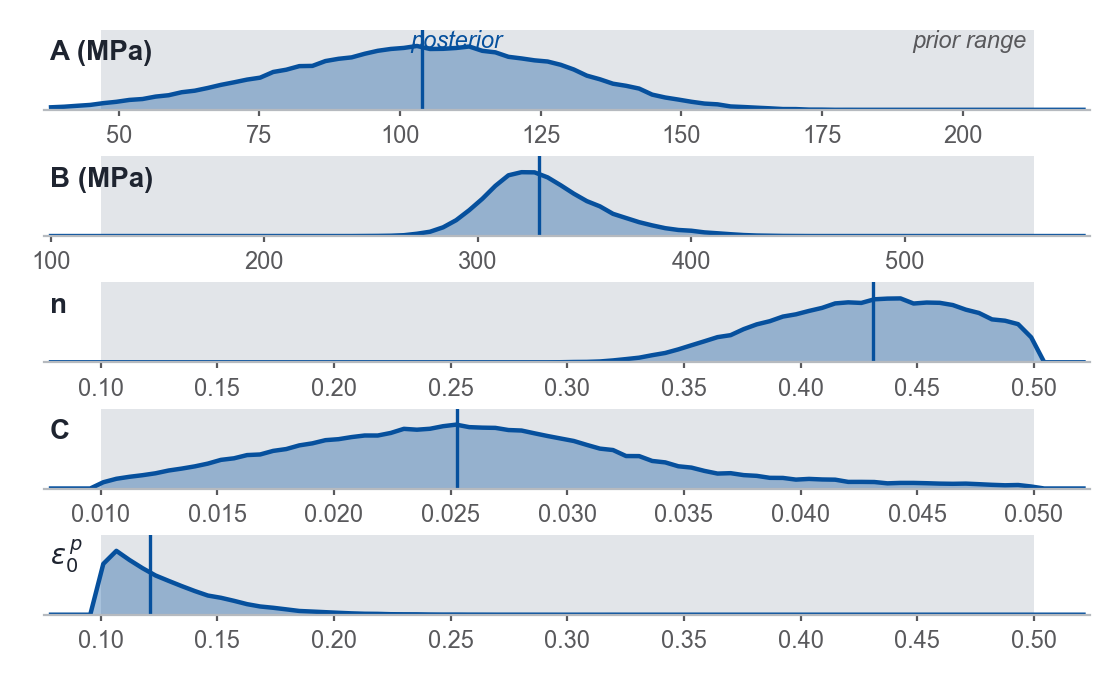 posterior
prior range
A (MPa)
50 75 100 125 150 175 200
B (MPa)
100 200 300 400 500
n
0.10 0.15 0.20 0.25 0.30 0.35 0.40 0.45 0.50
C
0.010 0.015 0.020 0.025 0.030 0.035 0.040 0.045 0.050
ε₀ᵖ
0.10 0.15 0.20 0.25 0.30 0.35 0.40 0.45 0.50